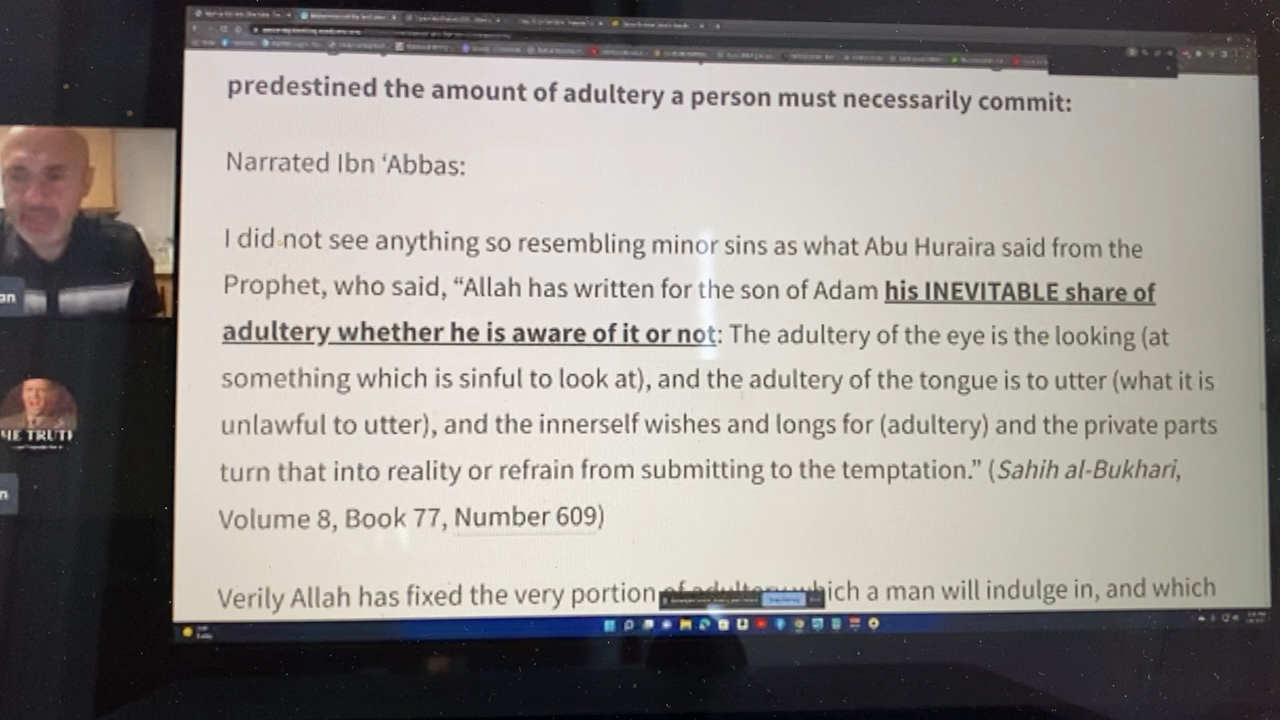 predestined the amount of adultery a person must necessarily commit:
Narrated Ibn ‘Abbas:
I did not see anything so resembling minor sins as what Abu Huraira said from the
Prophet, who said, “Allah has written for the son of Adam his INEVITABLE share of
adultery whether he is aware of it or not: The adultery of the eye is the looking (at
something which is sinful to look at), and the adultery of the tongue is to utter (what it is
unlawful to utter), and the innerself wishes and longs for (adultery) and the private parts
turn that into reality or refrain from submitting to the temptation.” (Sahih al-Bukhari,
Volume 8, Book 77, Number 609)
Verily Allah has fixed the very portion of adultery which a man will indulge in, and which
an
HE TRUTH
n